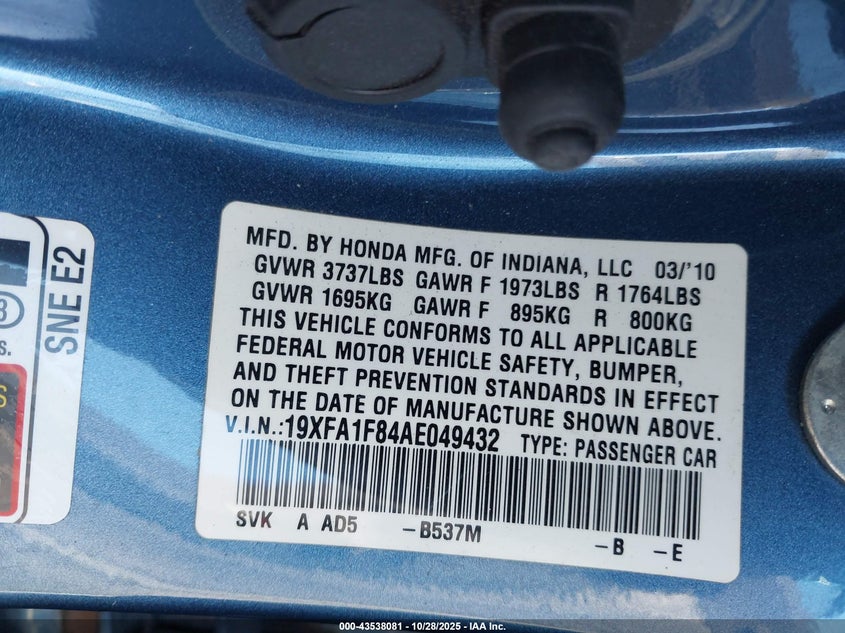 MFD. BY HONDA MFG. OF INDIANA, LLC 03/'10
GVWR 3737LBS GAWR F 1973LBS R 1764LBS
GVWR 1695KG GAWR F 895KG R 800KG
THIS VEHICLE CONFORMS TO ALL APPLICABLE
FEDERAL MOTOR VEHICLE SAFETY, BUMPER,
AND THEFT PREVENTION STANDARDS IN EFFECT
ON THE DATE OF MANUFACTURE SHOWN ABOVE.
V.I.N.:19XFA1F84AE049432 TYPE: PASSENGER CAR
SVK A AD5 -B537M -B -E
SNE E2
000-43538081 - 10/28/2025 - IAA Inc.